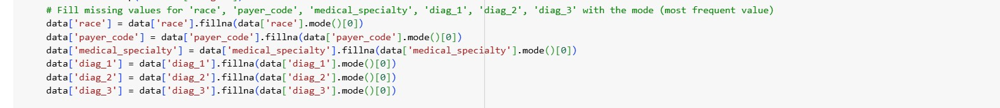 # Fill missing values for 'race', 'payer_code', 'medical_specialty', 'diag_1', 'diag_2', 'diag_3' with the mode (most frequent value)
data['race'] = data['race'].fillna(data['race'].mode()[0])
data['payer_code'] = data['payer_code'].fillna(data['payer_code'].mode()[0])
data['medical_specialty'] = data['medical_specialty'].fillna(data['medical_specialty'].mode()[0])
data['diag_1'] = data['diag_1'].fillna(data['diag_1'].mode()[0])
data['diag_2'] = data['diag_2'].fillna(data['diag_2'].mode()[0])
data['diag_3'] = data['diag_3'].fillna(data['diag_3'].mode()[0])